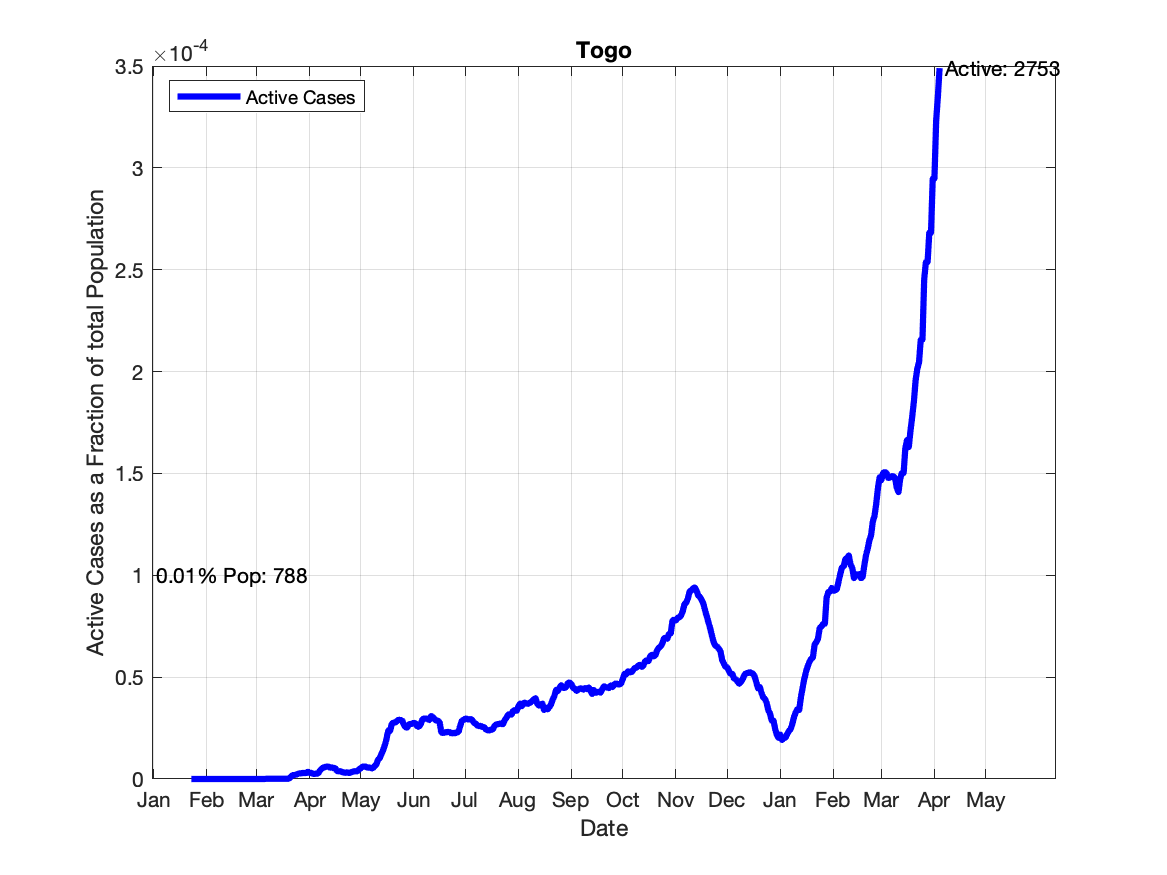 Togo
×10-4
3.5
3
2.5
2
1.5
1
0.5
0
Active Cases as a Fraction of total Population
Active Cases
Active: 2753
0.01% Pop: 788
Jan Feb Mar Apr May Jun Jul Aug Sep Oct Nov Dec Jan Feb Mar Apr May
Date